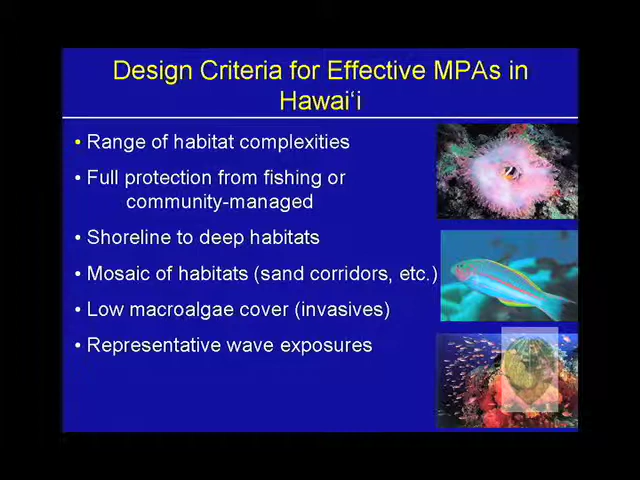 Design Criteria for Effective MPAs in
Hawai‘i
• Range of habitat complexities
• Full protection from fishing or
community-managed
• Shoreline to deep habitats
• Mosaic of habitats (sand corridors, etc.)
• Low macroalgae cover (invasives)
• Representative wave exposures